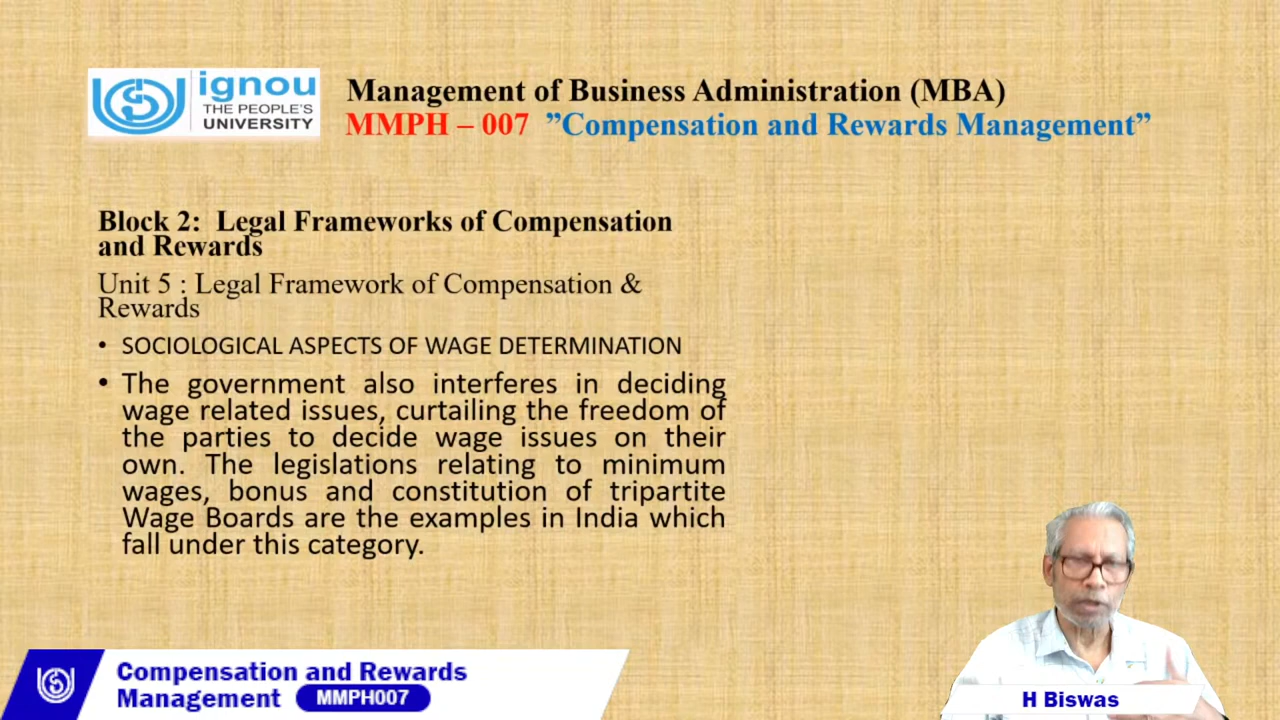 ignou
THE PEOPLE'S
UNIVERSITY
Management of Business Administration (MBA)
MMPH – 007 ”Compensation and Rewards Management”
Block 2: Legal Frameworks of Compensation
and Rewards
Unit 5 : Legal Framework of Compensation &
Rewards
• SOCIOLOGICAL ASPECTS OF WAGE DETERMINATION
• The government also interferes in deciding
wage related issues, curtailing the freedom of
the parties to decide wage issues on their
own. The legislations relating to minimum
wages, bonus and constitution of tripartite
Wage Boards are the examples in India which
fall under this category.
Compensation and Rewards
Management MMPH007
H Biswas